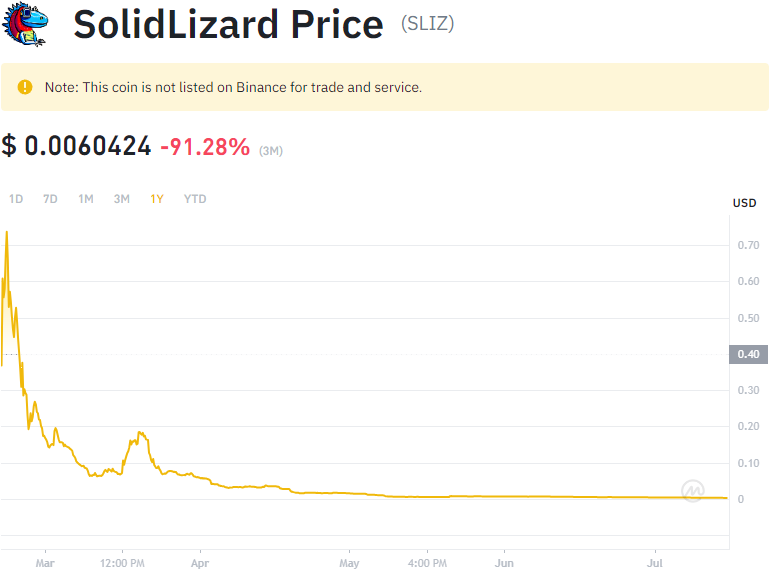 SolidLizard Price (SLIZ)
Note: This coin is not listed on Binance for trade and service.
$ 0.0060424 -91.28% (3M)
1D 7D 1M 3M 1Y YTD
USD
0.70
0.60
0.50
0.40
0.30
0.20
0.10
0
Mar 12:00 PM Apr May 4:00 PM Jun Jul